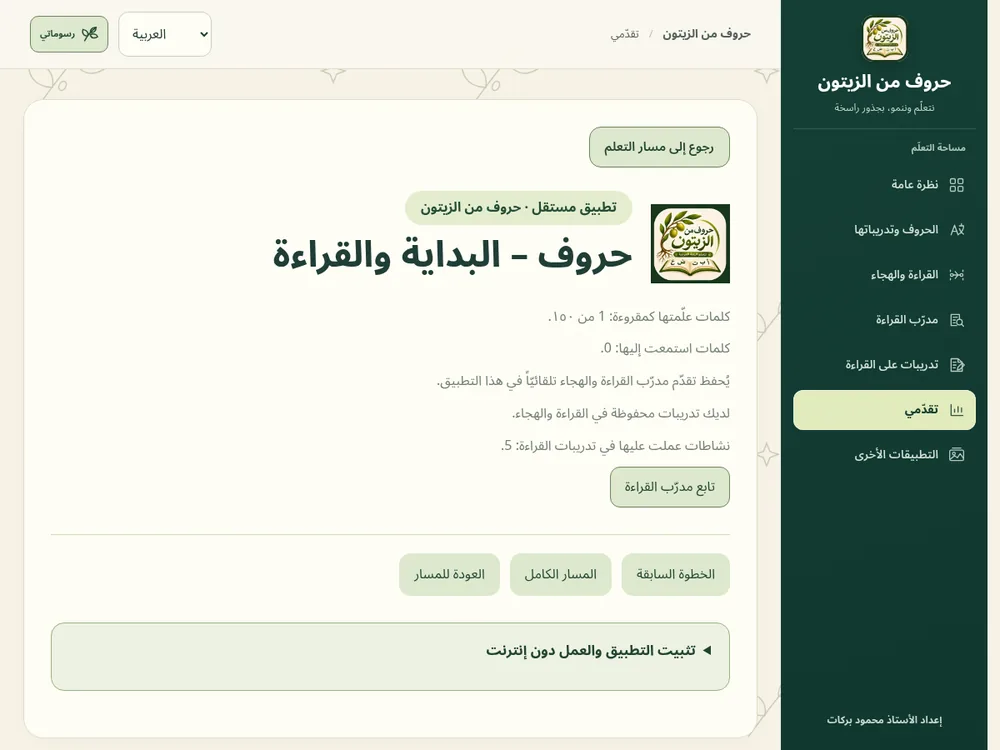 حروف من الزيتون
نتعلّم وننمو، بجذور راسخة
مساحة التعلّم
نظرة عامة
الحروف وتدريباتها
القراءة والهجاء
مدرّب القراءة
تدريبات على القراءة
تقدّمي
التطبيقات الأخرى
إعداد الأستاذ محمود بركات
حروف من الزيتون / تقدّمي
العربية
رسوماتي
رجوع إلى مسار التعلم
تطبيق مستقل · حروف من الزيتون
حروف – البداية والقراءة
كلمات علّمتها كمقروءة: 1 من ١٥٠.
كلمات استمعت إليها: 0.
يُحفظ تقدّم مدرّب القراءة والهجاء تلقائيًّا في هذا التطبيق.
لديك تدريبات محفوظة في القراءة والهجاء.
نشاطات عملت عليها في تدريبات القراءة: 5.
تابع مدرّب القراءة
الخطوة السابقة
المسار الكامل
العودة للمسار
تثبيت التطبيق والعمل دون إنترنت